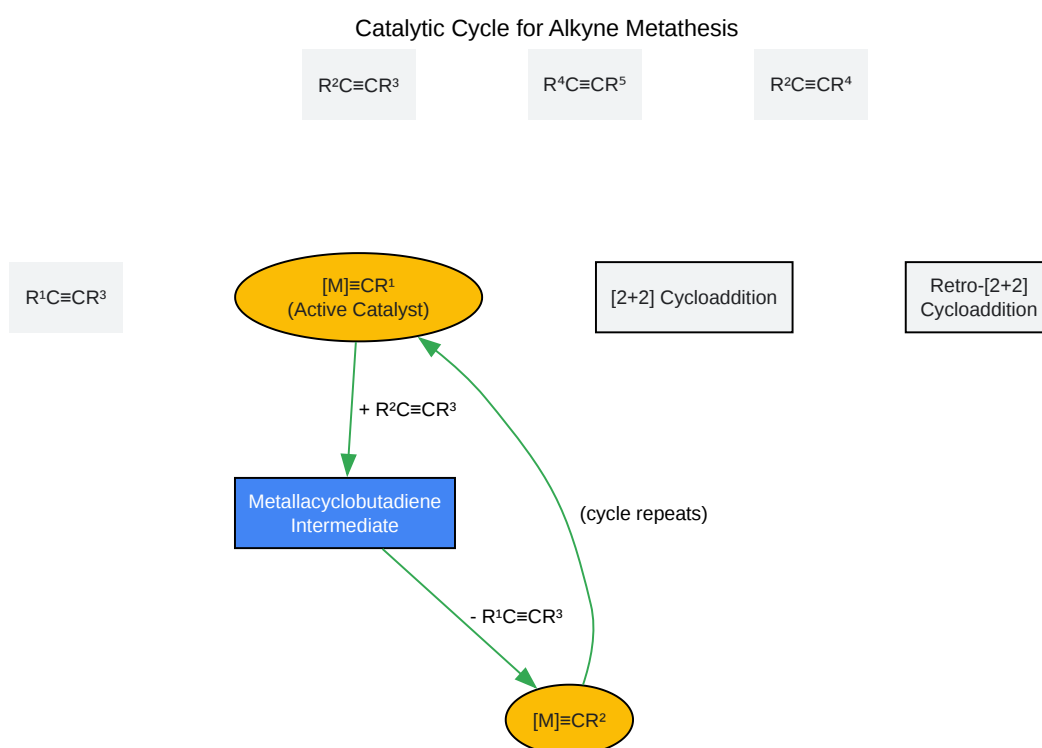 Catalytic Cycle for Alkyne Metathesis
R²C≡CR³
R⁴C≡CR⁵
R²C≡CR⁴
R¹C≡CR³
[M]≡CR¹
(Active Catalyst)
[2+2] Cycloaddition
Retro-[2+2]
Cycloaddition
+ R²C≡CR³
Metallacyclobutadiene
Intermediate
(cycle repeats)
- R¹C≡CR³
[M]≡CR²